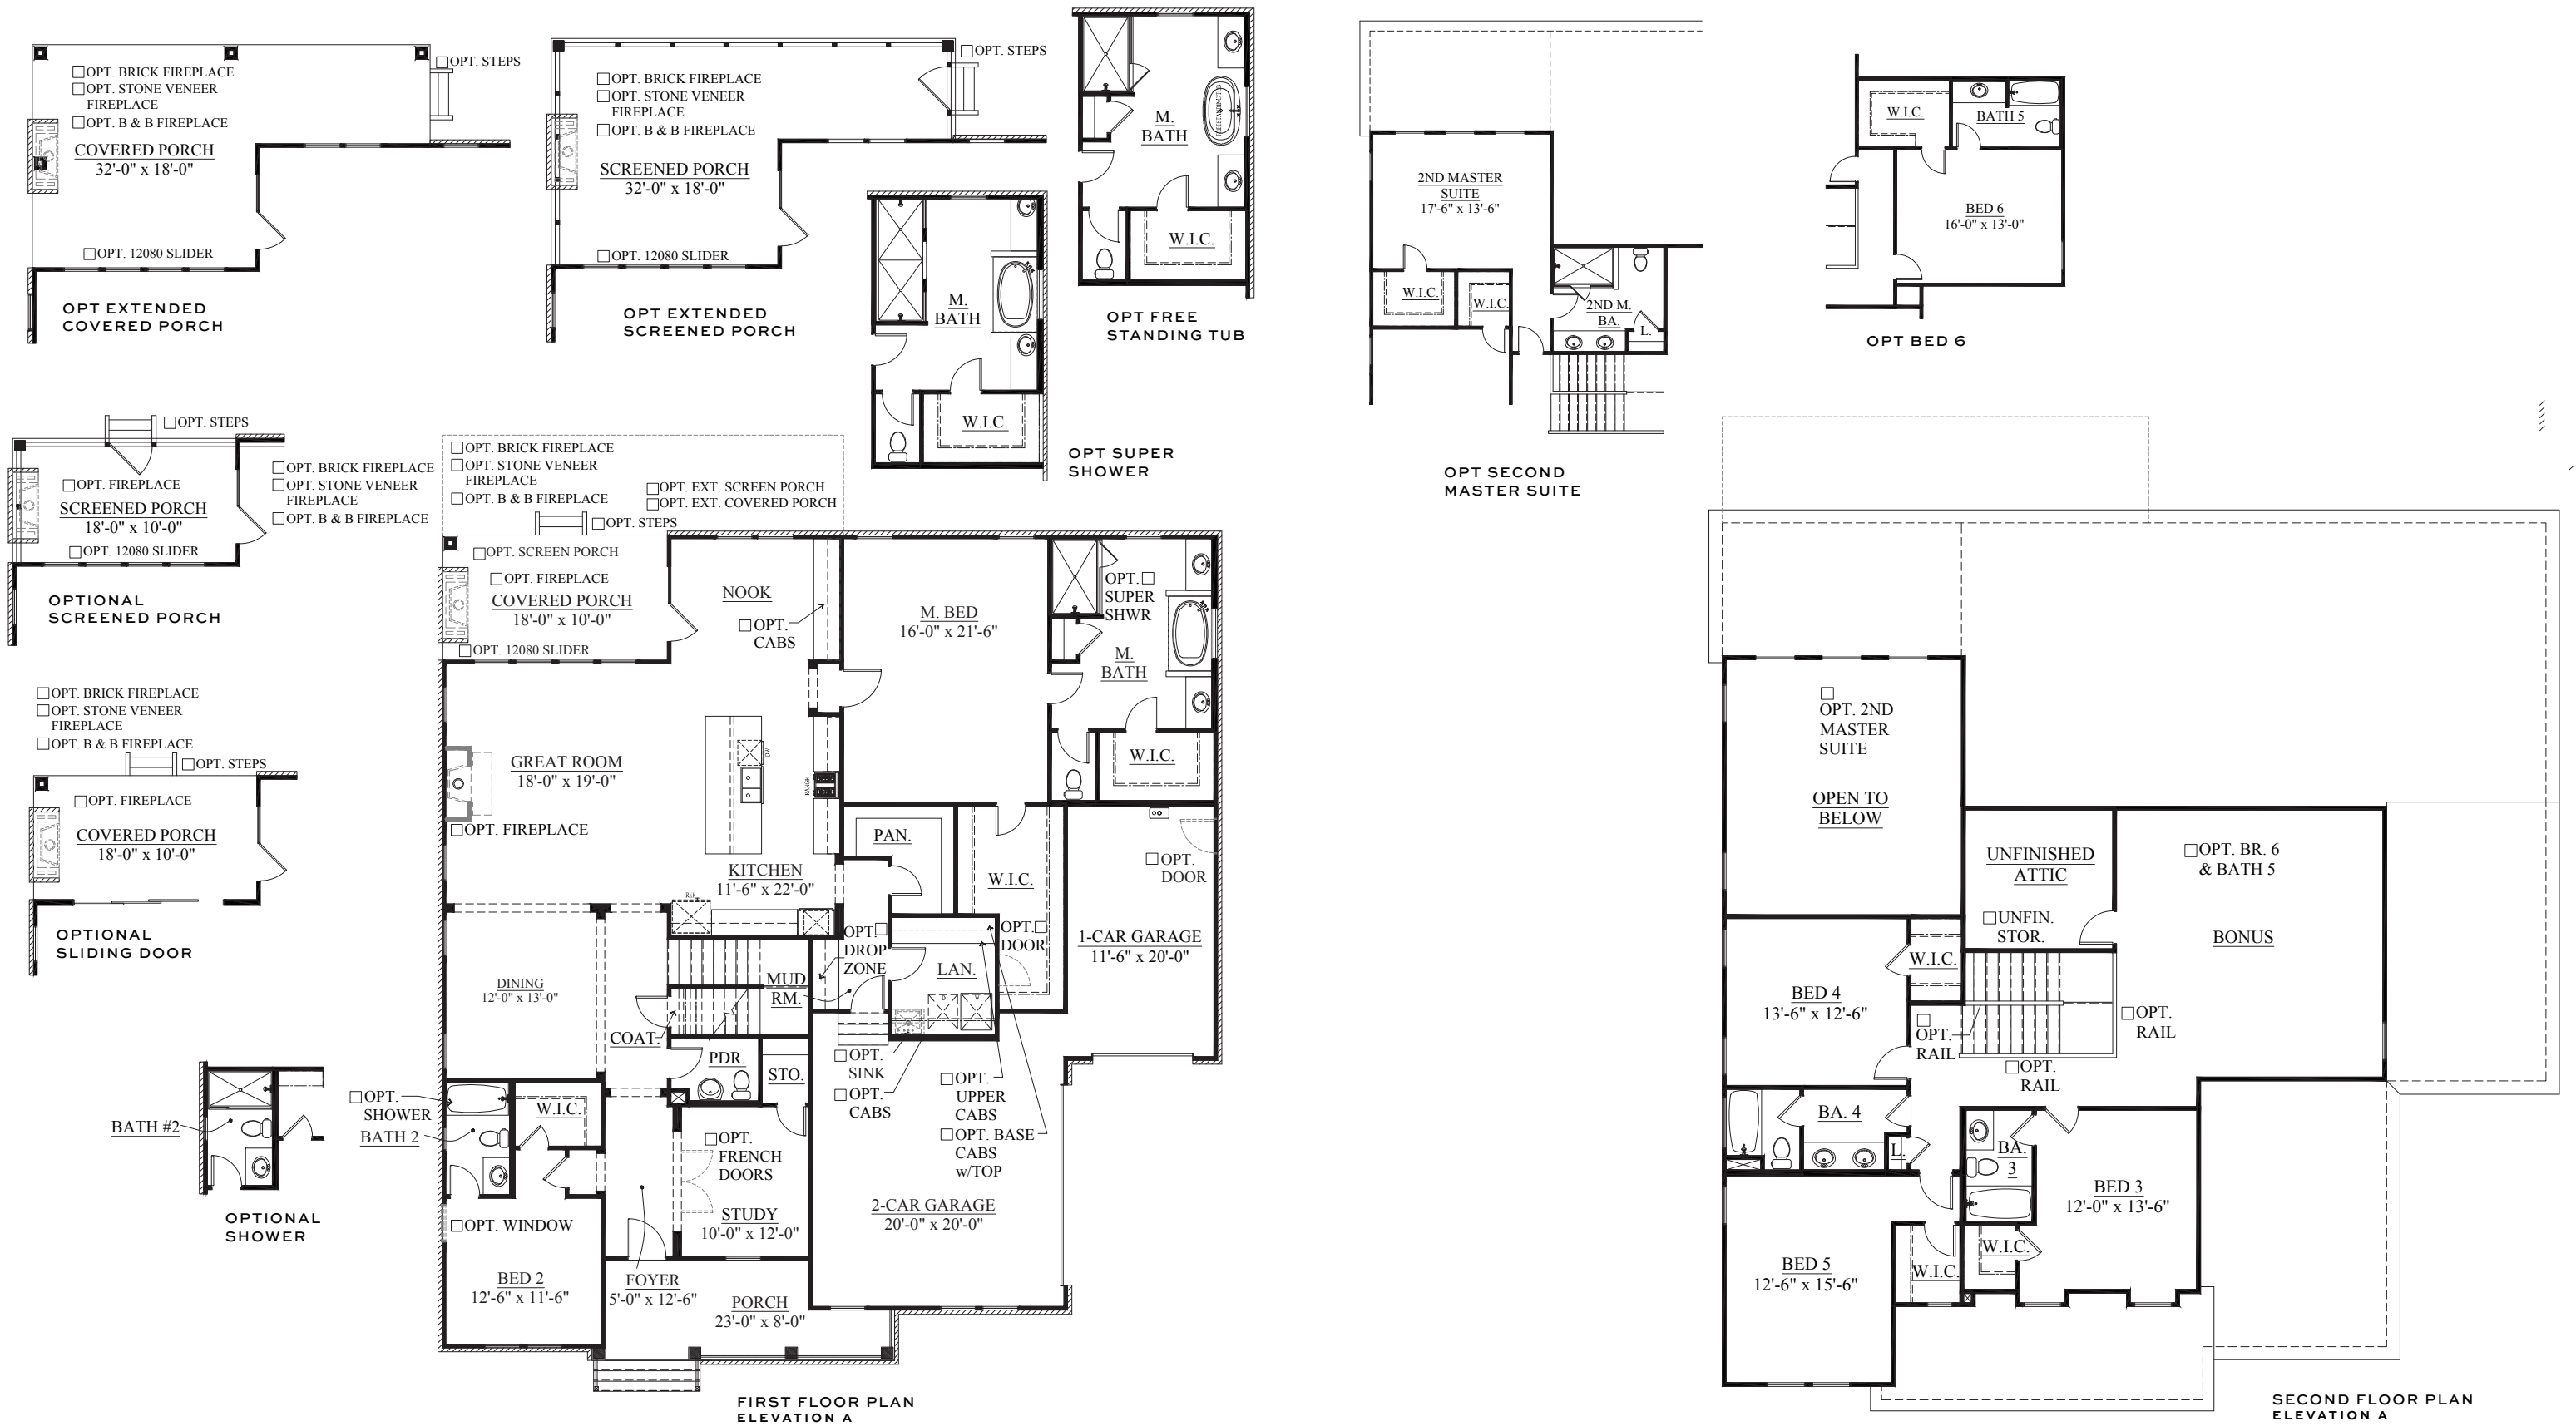 OPT. BRICK FIREPLACE
OPT. STONE VENEER
FIREPLACE
OPT. B & B FIREPLACE
OPT. STEPS
COVERED PORCH
32'-0" x 18'-0"
OPT. 12080 SLIDER
OPT EXTENDED
COVERED PORCH
OPT. BRICK FIREPLACE
OPT. STONE VENEER
FIREPLACE
OPT. B & B FIREPLACE
OPT. STEPS
SCREENED PORCH
32'-0" x 18'-0"
OPT. 12080 SLIDER
OPT EXTENDED
SCREENED PORCH
M.
BATH
W.I.C.
OPT SUPER
SHOWER
M.
BATH
FREESTANDING TUB
W.I.C.
OPT FREE
STANDING TUB
2ND MASTER
SUITE
17'-6" x 13'-6"
W.I.C.
W.I.C.
2ND M.
BA.
L.
OPT SECOND
MASTER SUITE
W.I.C.
BATH 5
BED 6
16'-0" x 13'-0"
OPT BED 6
OPT. STEPS
OPT. FIREPLACE
SCREENED PORCH
18'-0" x 10'-0"
OPT. 12080 SLIDER
OPT. BRICK FIREPLACE
OPT. STONE VENEER
FIREPLACE
OPT. B & B FIREPLACE
OPTIONAL
SCREENED PORCH
OPT. BRICK FIREPLACE
OPT. STONE VENEER
FIREPLACE
OPT. B & B FIREPLACE
OPT. STEPS
OPT. FIREPLACE
COVERED PORCH
18'-0" x 10'-0"
OPTIONAL
SLIDING DOOR
BATH #2
OPTIONAL
SHOWER
OPT. BRICK FIREPLACE
OPT. STONE VENEER
FIREPLACE
OPT. B & B FIREPLACE
OPT. EXT. SCREEN PORCH
OPT. EXT. COVERED PORCH
OPT. STEPS
OPT. SCREEN PORCH
OPT. FIREPLACE
COVERED PORCH
18'-0" x 10'-0"
OPT. 12080 SLIDER
NOOK
OPT.
CABS
M. BED
16'-0" x 21'-6"
OPT.
SUPER
SHWR
M.
BATH
W.I.C.
GREAT ROOM
18'-0" x 19'-0"
OPT. FIREPLACE
DW
RANGE
KITCHEN
11'-6" x 22'-0"
REF.
PAN.
W.I.C.
OPT.
DOOR
OPT.
DOOR
1-CAR GARAGE
11'-6" x 20'-0"
OPT.
DROP
ZONE
LAN.
MUD
RM.
DINING
12'-0" x 13'-0"
COAT.
PDR.
STO.
OPT.
SINK
OPT.
CABS
OPT.
UPPER
CABS
OPT. BASE
CABS
w/TOP
OPT.
SHOWER
BATH 2
W.I.C.
OPT.
FRENCH
DOORS
STUDY
10'-0" x 12'-0"
2-CAR GARAGE
20'-0" x 20'-0"
OPT. WINDOW
BED 2
12'-6" x 11'-6"
FOYER
5'-0" x 12'-6"
PORCH
23'-0" x 8'-0"
FIRST FLOOR PLAN
ELEVATION A
OPT. 2ND
MASTER
SUITE
OPEN TO
BELOW
UNFINISHED
ATTIC
UNFIN.
STOR.
OPT. BR. 6
& BATH 5
BONUS
BED 4
13'-6" x 12'-6"
W.I.C.
OPT.
RAIL
OPT.
RAIL
OPT.
RAIL
BA. 4
L.
BA.
3
BED 3
12'-0" x 13'-6"
W.I.C.
BED 5
12'-6" x 15'-6"
W.I.C.
SECOND FLOOR PLAN
ELEVATION A